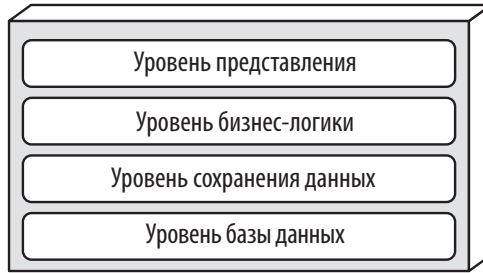 Уровень представления
Уровень бизнес-логики
Уровень сохранения данных
Уровень базы данных